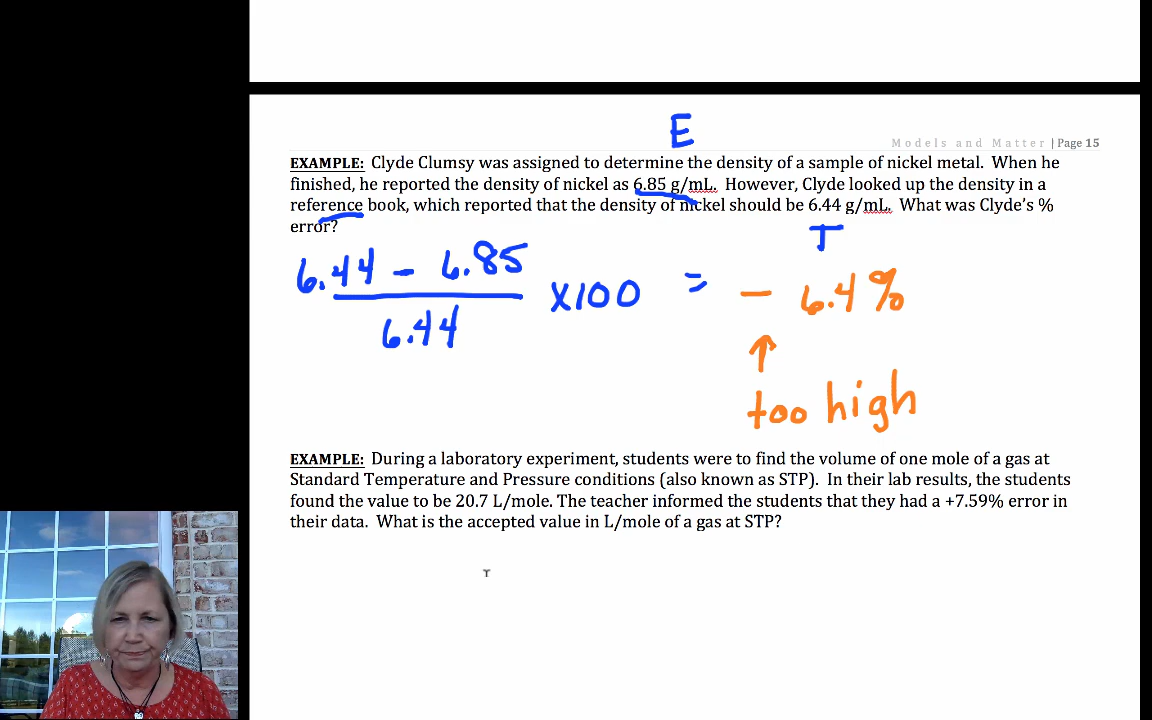 E
Models and Matter | Page 15
EXAMPLE: Clyde Clumsy was assigned to determine the density of a sample of nickel metal. When he
finished, he reported the density of nickel as 6.85 g/mL. However, Clyde looked up the density in a
reference book, which reported that the density of nickel should be 6.44 g/mL. What was Clyde's %
error?
T
6.44 - 6.85
6.44
x100 = - 6.4%
↑
too high
EXAMPLE: During a laboratory experiment, students were to find the volume of one mole of a gas at
Standard Temperature and Pressure conditions (also known as STP). In their lab results, the students
found the value to be 20.7 L/mole. The teacher informed the students that they had a +7.59% error in
their data. What is the accepted value in L/mole of a gas at STP?